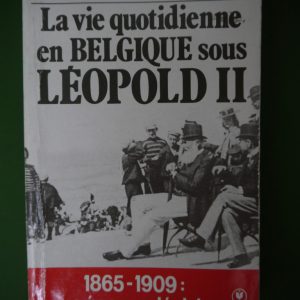 La vie quotidienne
en BELGIQUE sous
LÉOPOLD II
1865-1909: